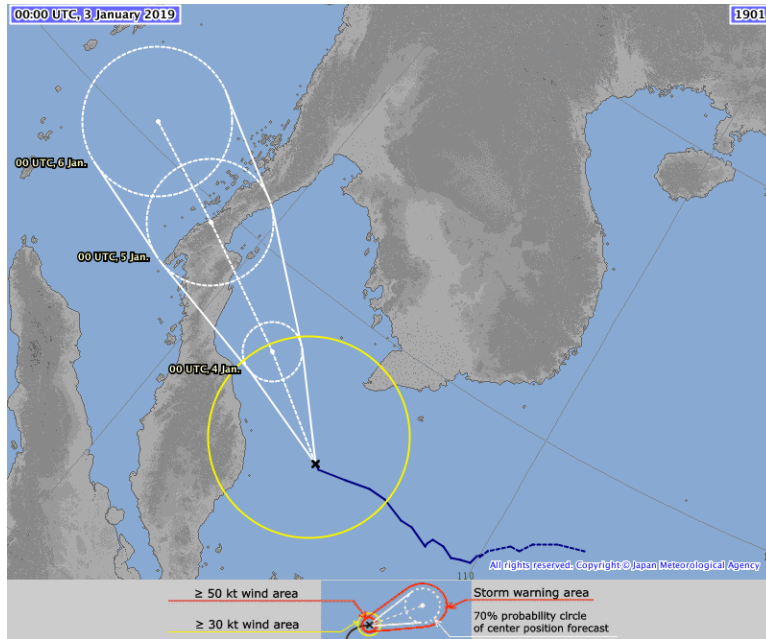 00:00 UTC, 3 January 2019
1901
00 UTC, 6 Jan.
00 UTC, 5 Jan.
00 UTC, 4 Jan.
All rights reserved. Copyright © Japan Meteorological Agency
110
≥ 50 kt wind area
Storm warning area
≥ 30 kt wind area
70% probability circle
of center position forecast